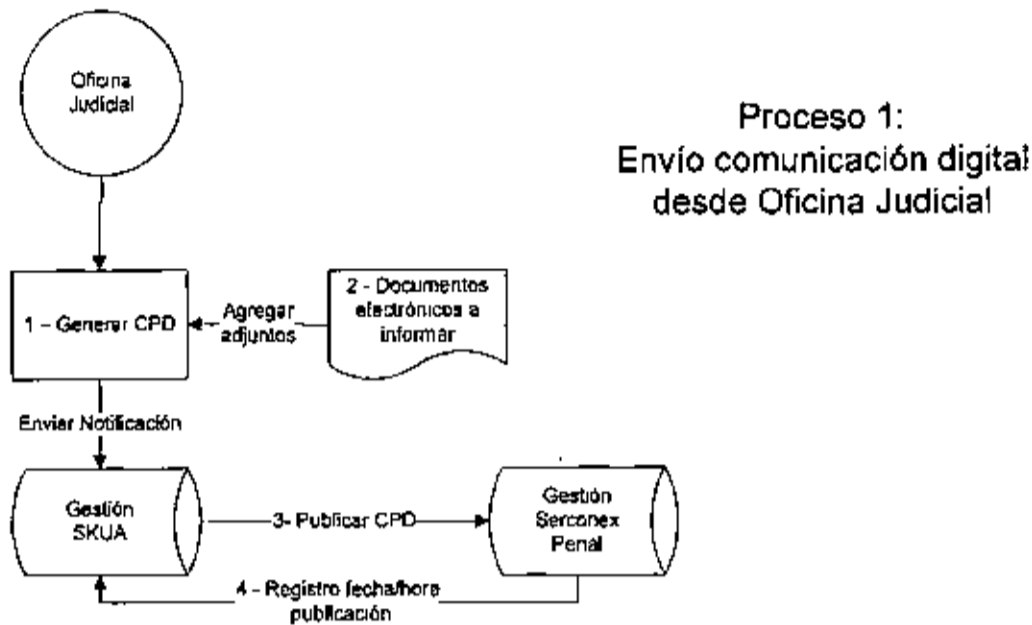 Oficina
Judicial
Proceso 1:
Envío comunicación digital
desde Oficina Judicial
1 – Generar CPD
Agregar
adjuntos
2 - Documentos
electrónicos a
informar
Enviar Notificación
Gestión
SKUA
3- Publicar CPD
Gestión
Serconex
Penal
4 - Registro fecha/hora
publicación